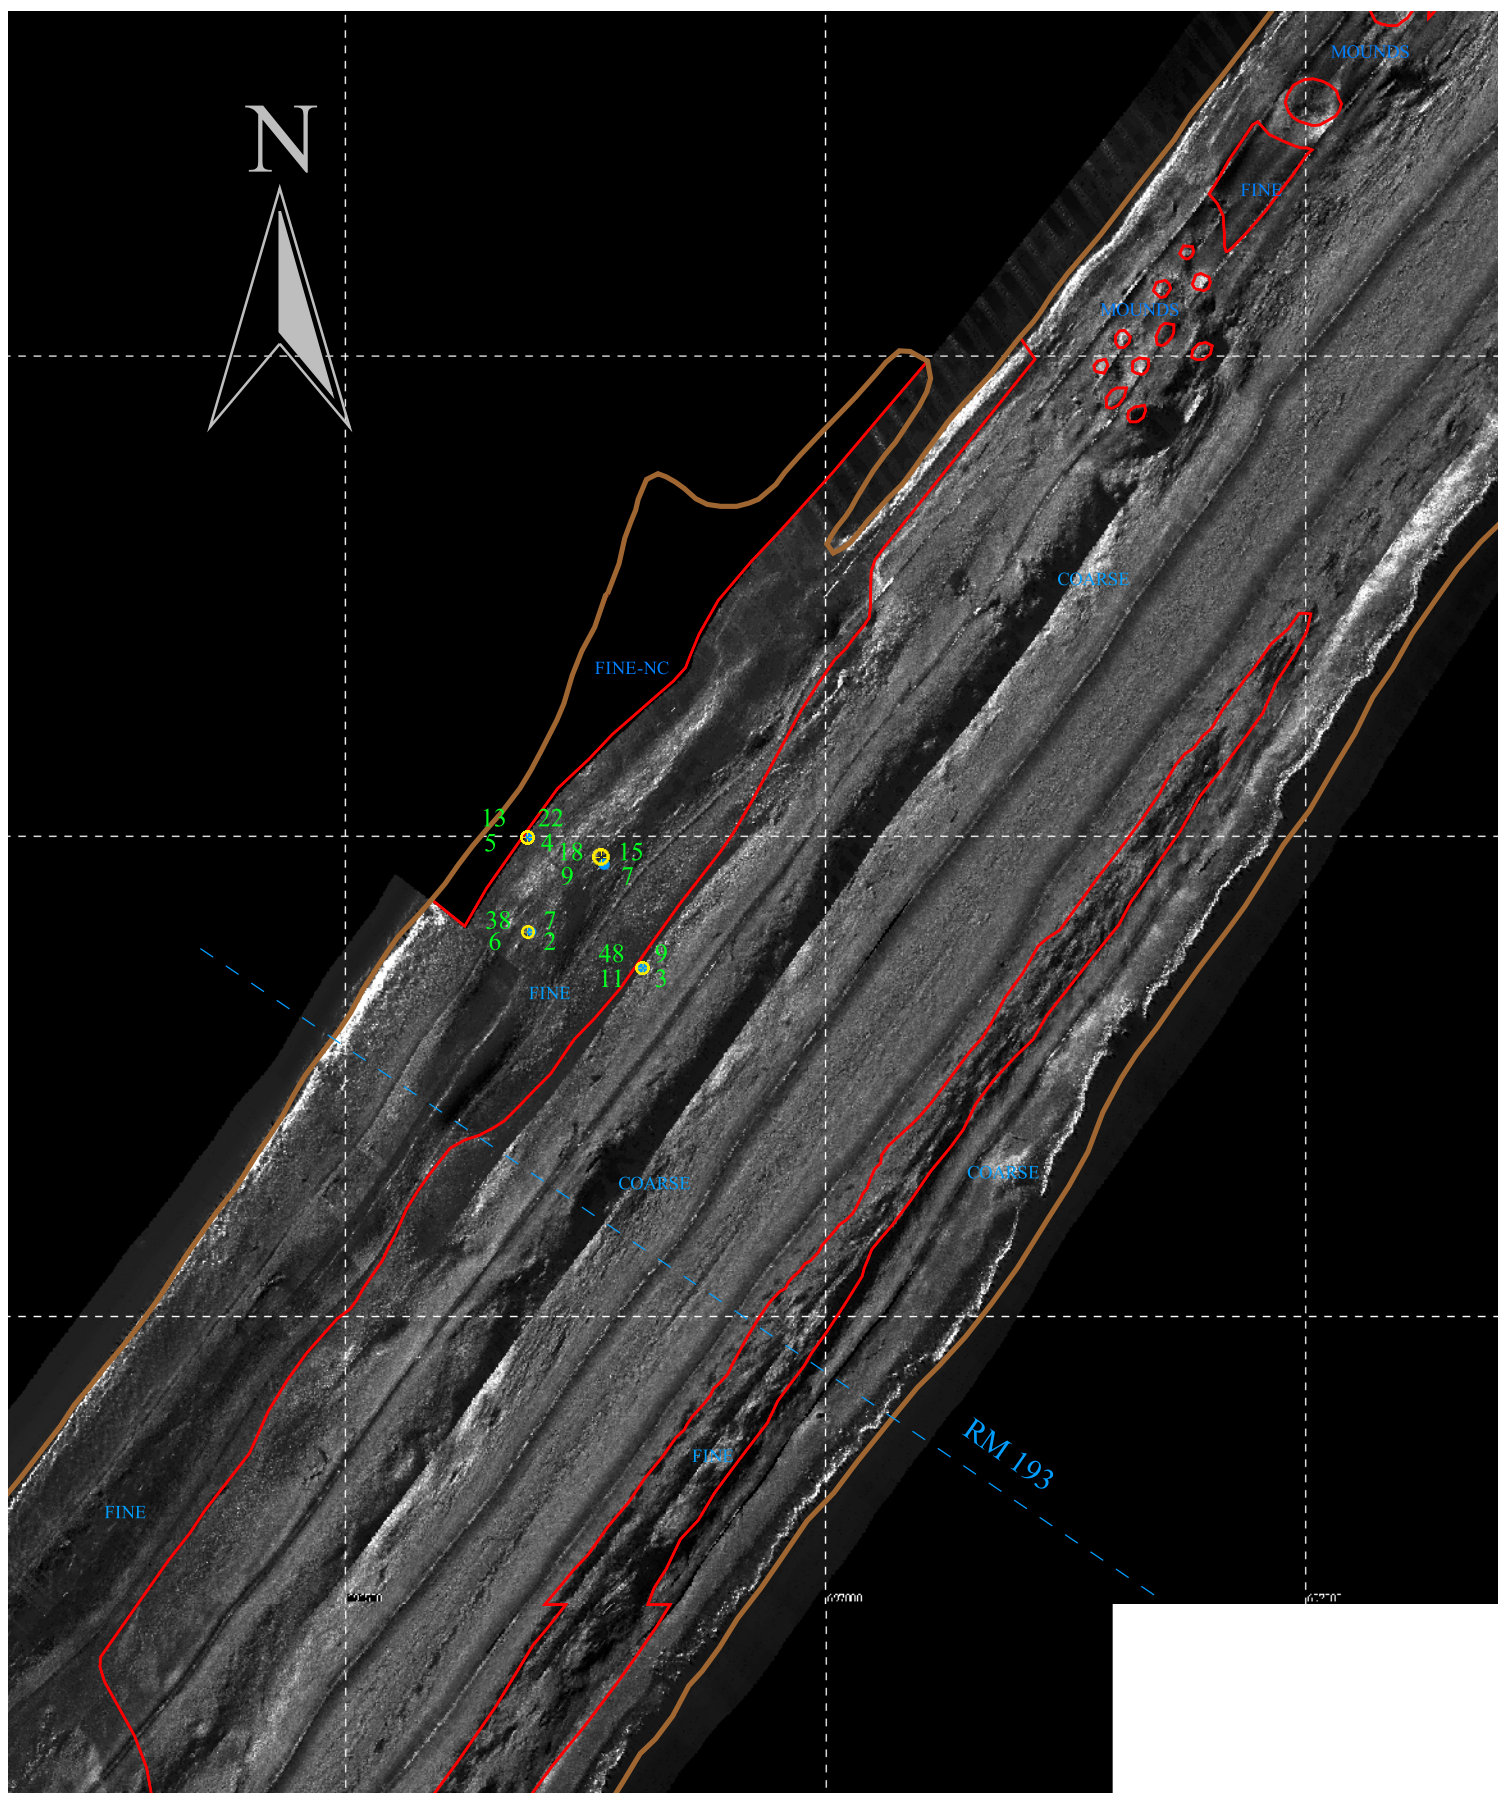 MOUNDS
N
FINE
MOUNDS
COARSE
FINE-NC
13 22
5 4
18 15
9 7
38 7
6 2
48 9
11 3
FINE
COARSE
COARSE
RM 193
FINE
FINE
697000